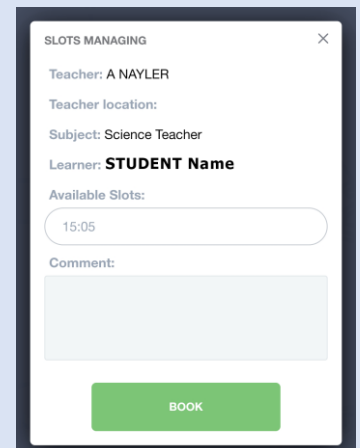 SLOTS MANAGING
Teacher: A NAYLER
Teacher location:
Subject: Science Teacher
Learner: STUDENT Name
Available Slots:
15:05
Comment:
BOOK